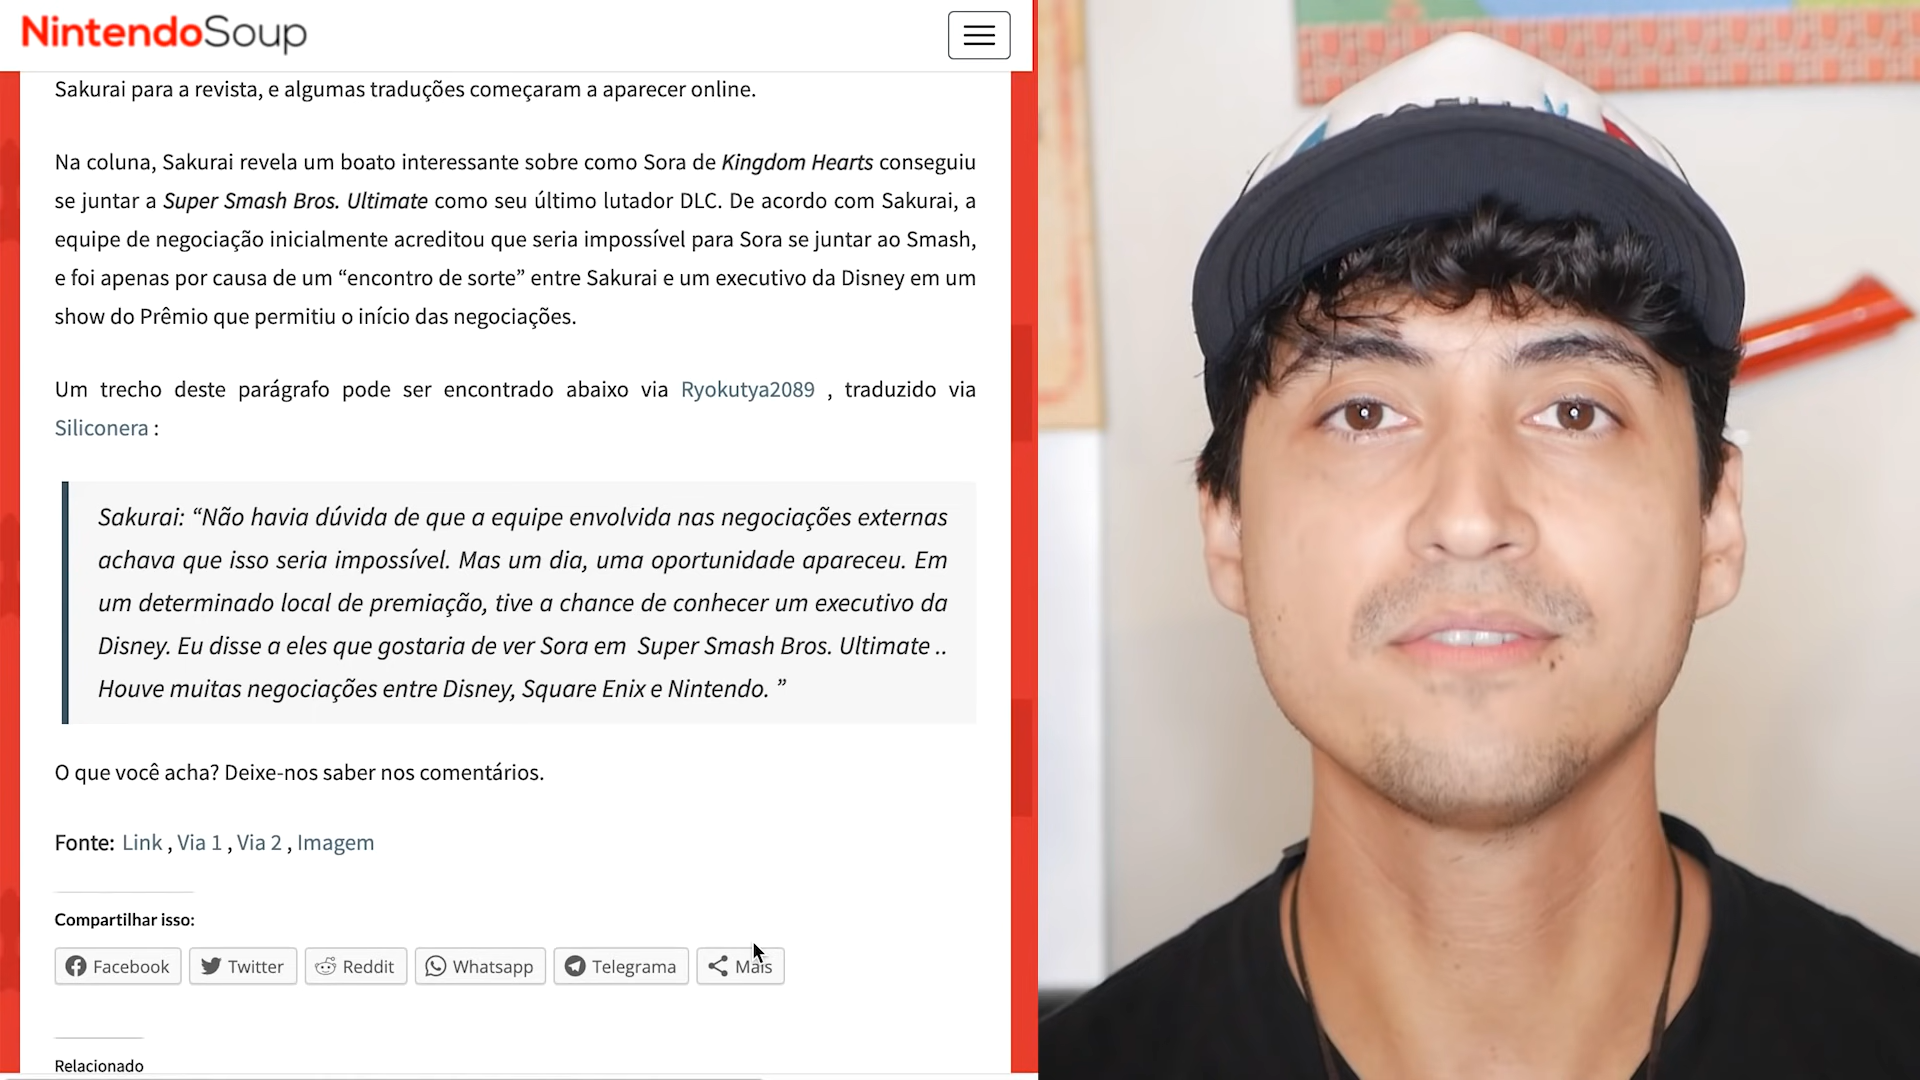 NintendoSoup
Sakurai para a revista, e algumas traduções começaram a aparecer online.
Na coluna, Sakurai revela um boato interessante sobre como Sora de Kingdom Hearts conseguiu
se juntar a Super Smash Bros. Ultimate como seu último lutador DLC. De acordo com Sakurai, a
equipe de negociação inicialmente acreditou que seria impossível para Sora se juntar ao Smash,
e foi apenas por causa de um “encontro de sorte” entre Sakurai e um executivo da Disney em um
show do Prêmio que permitiu o início das negociações.
Um trecho deste parágrafo pode ser encontrado abaixo via Ryokutya2089 , traduzido via
Siliconera :
Sakurai: “Não havia dúvida de que a equipe envolvida nas negociações externas
achava que isso seria impossível. Mas um dia, uma oportunidade apareceu. Em
um determinado local de premiação, tive a chance de conhecer um executivo da
Disney. Eu disse a eles que gostaria de ver Sora em Super Smash Bros. Ultimate ..
Houve muitas negociações entre Disney, Square Enix e Nintendo. ”
O que você acha? Deixe-nos saber nos comentários.
Fonte: Link , Via 1 , Via 2 , Imagem
Compartilhar isso:
Facebook Twitter Reddit Whatsapp Telegrama Mais
Relacionado